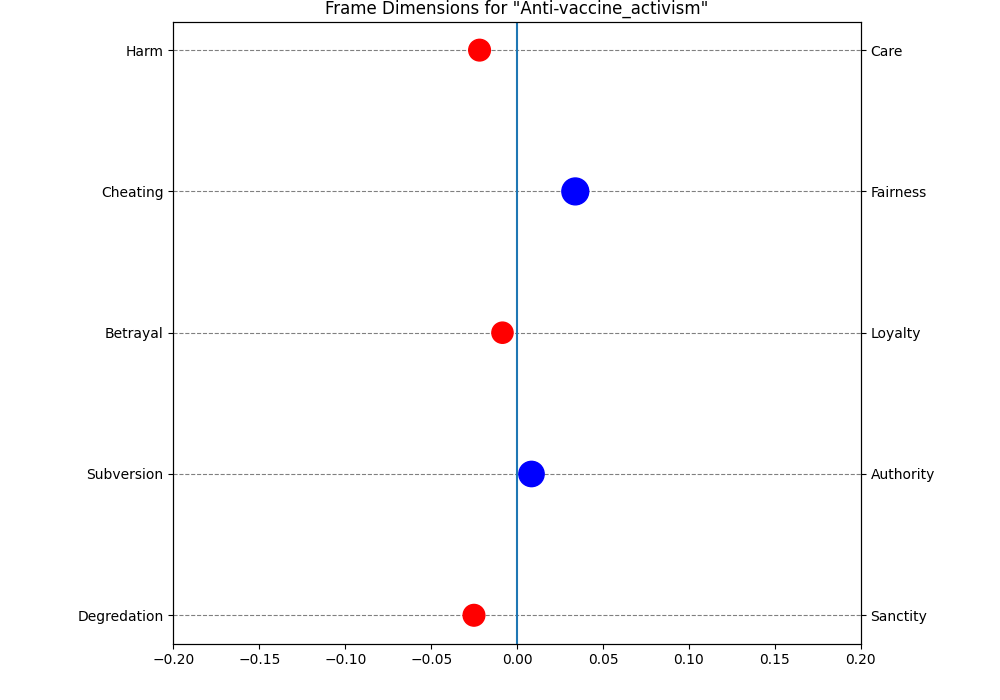 Frame Dimensions for "Anti-vaccine_activism"
Harm Care
Cheating Fairness
Betrayal Loyalty
Subversion Authority
Degredation Sanctity
−0.20 −0.15 −0.10 −0.05 0.00 0.05 0.10 0.15 0.20